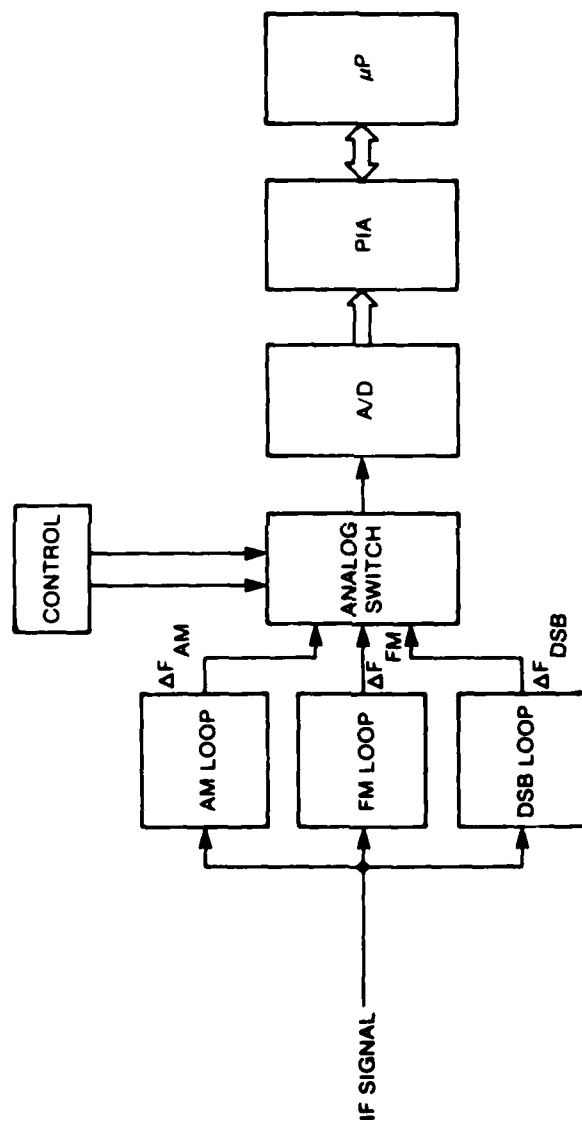 CONTROL
IF SIGNAL
AM LOOP
ΔF AM
FM LOOP
ΔF FM
DSB LOOP
ΔF DSB
ANALOG
SWITCH
A/D
PIA
μP